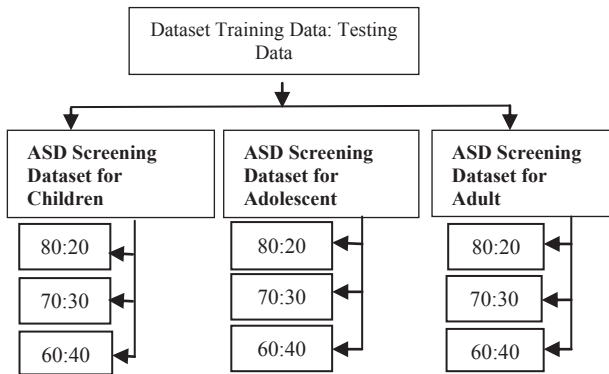 Dataset Training Data: Testing
Data
ASD Screening
Dataset for
Children
80:20
70:30
60:40
ASD Screening
Dataset for
Adolescent
80:20
70:30
60:40
ASD Screening
Dataset for
Adult
80:20
70:30
60:40